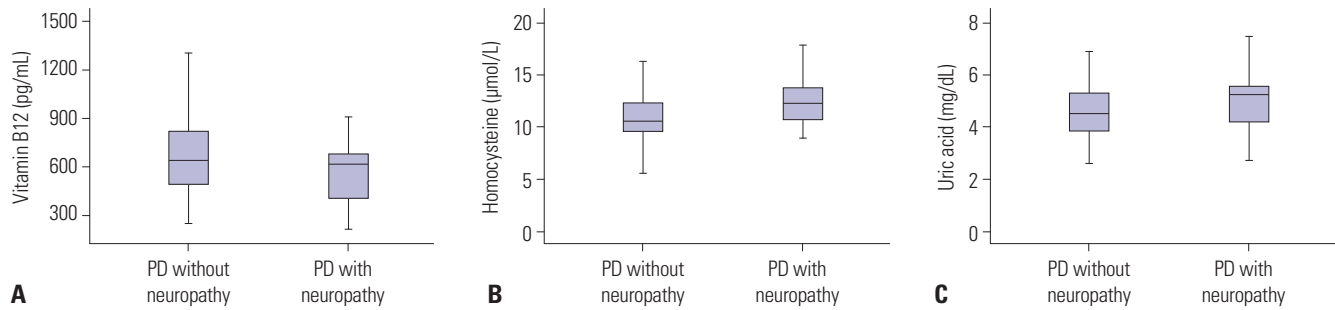 Vitamin B12 (pg/mL)
1500
1200
900
600
300
PD without
neuropathy
PD with
neuropathy
A
Homocysteine (μmol/L)
20
15
10
5
0
PD without
neuropathy
PD with
neuropathy
B
Uric acid (mg/dL)
8
6
4
2
0
PD without
neuropathy
PD with
neuropathy
C